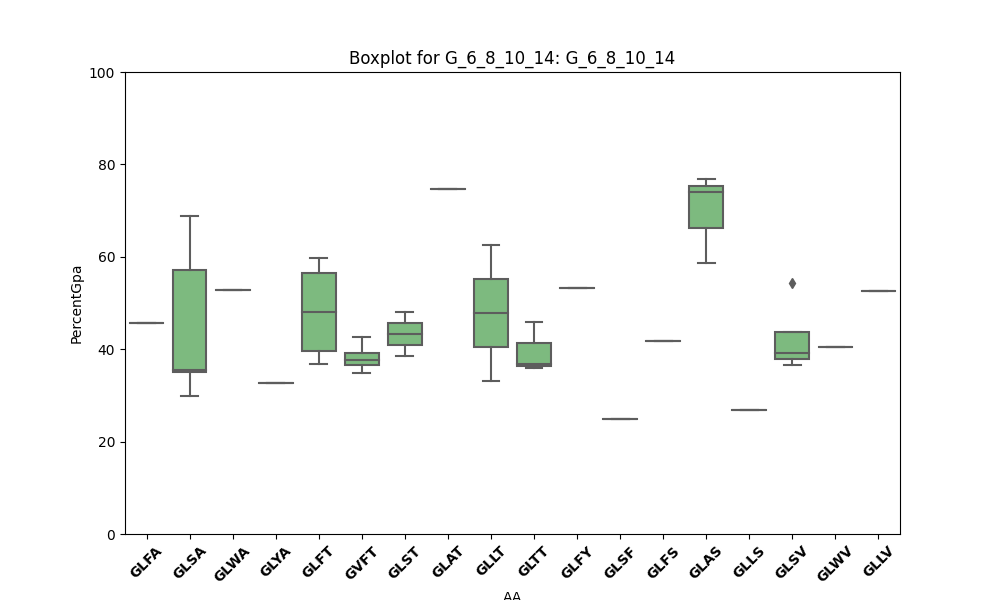 Boxplot for G_6_8_10_14: G_6_8_10_14
100
80
60
40
20
0
PercentGpa
GLFA GLSA GLWA GLYA GLFT GVFT GLST GLAT GLLT GLTT GLFY GLSF GLFS GLAS GLLS GLSV GLWV GLLV
AA